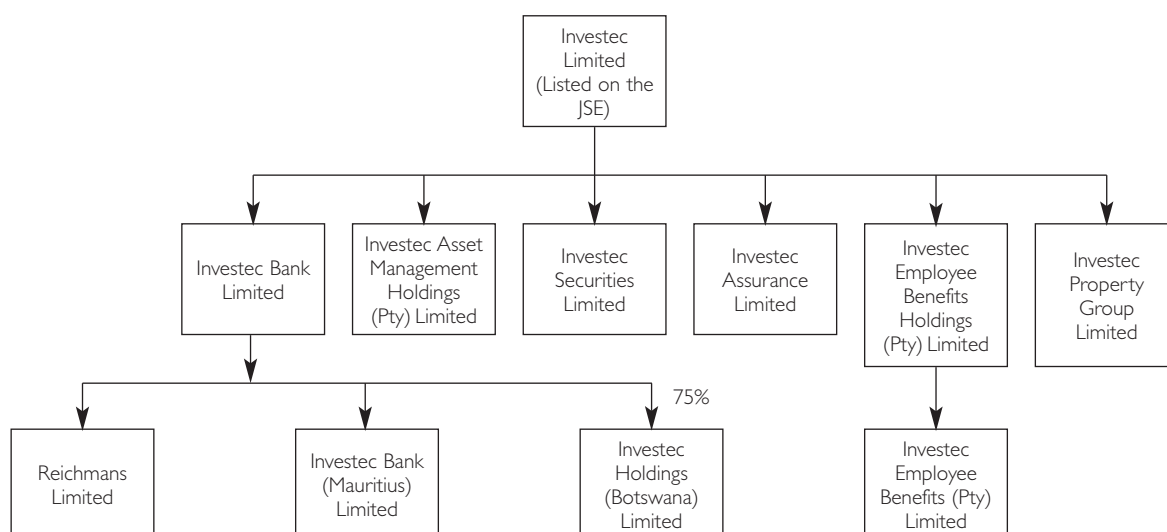 Investec
Limited
(Listed on the
JSE)
Investec Bank
Limited
Investec Asset
Management
Holdings
(Pty) Limited
Investec
Securities
Limited
Investec
Assurance
Limited
Investec
Employee
Benefits
Holdings
(Pty) Limited
Investec
Property
Group
Limited
75%
Reichmans
Limited
Investec Bank
(Mauritius)
Limited
Investec
Holdings
(Botswana)
Limited
Investec
Employee
Benefits (Pty)
Limited